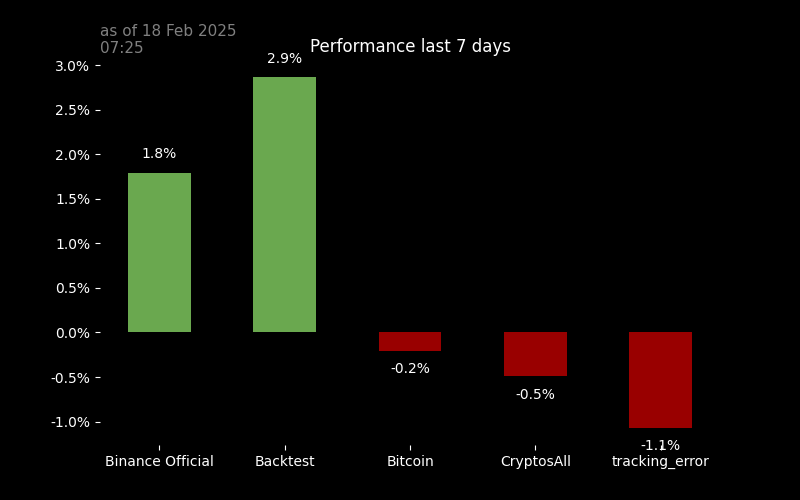 as of 18 Feb 2025
07:25
Performance last 7 days
3.0%
2.5%
2.0%
1.5%
1.0%
0.5%
0.0%
-0.5%
-1.0%
1.8%
2.9%
-0.2%
-0.5%
-1.1%
Binance Official
Backtest
Bitcoin
CryptosAll
tracking_error